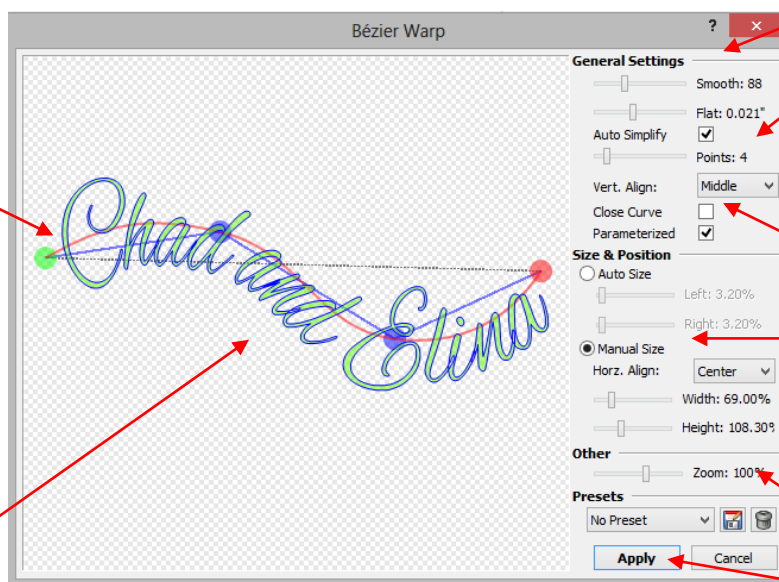 Bézier Warp
?
Chad and Elina
General Settings
Smooth: 88
Flat: 0.021"
Auto Simplify
Points: 4
Vert. Align: Middle
Close Curve
Parameterized
Size & Position
Auto Size
Left: 3.20%
Right: 3.20%
Manual Size
Horz. Align: Center
Width: 69.00%
Height: 108.30%
Other
Zoom: 100%
Presets
No Preset
Apply Cancel